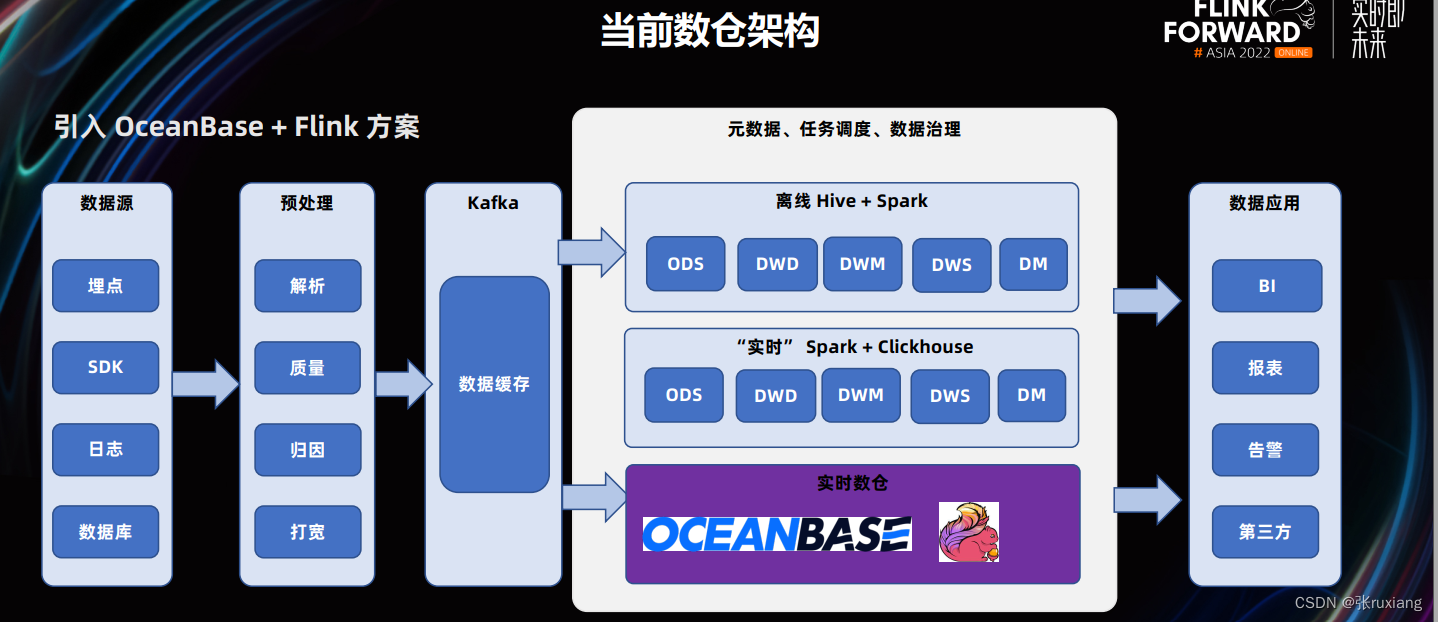 当前数仓架构
FLINK
FORWARD
# ASIA 2022 ONLINE
实时即
未来
引入 OceanBase + Flink 方案
数据源
埋点
SDK
日志
数据库
预处理
解析
质量
归因
打宽
Kafka
数据缓存
元数据、任务调度、数据治理
离线 Hive + Spark
ODS
DWD
DWM
DWS
DM
“实时” Spark + Clickhouse
ODS
DWD
DWM
DWS
DM
实时数仓
OCEANBASE
数据应用
BI
报表
告警
第三方
CSDN @张ruxiang